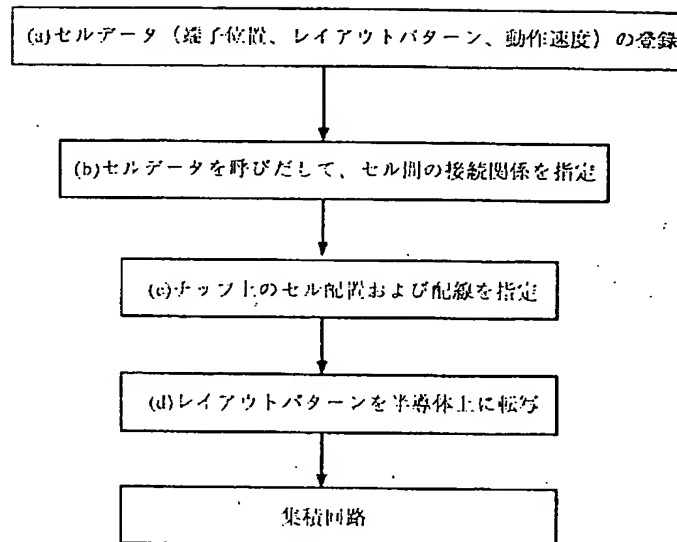 (a)セルデータ（端子位置、レイアウトパターン、動作速度）の登録
(b)セルデータを呼びだして、セル間の接続関係を指定
(c)チップ上のセル配置および配線を指定
(d)レイアウトパターンを半導体上に転写
集積回路